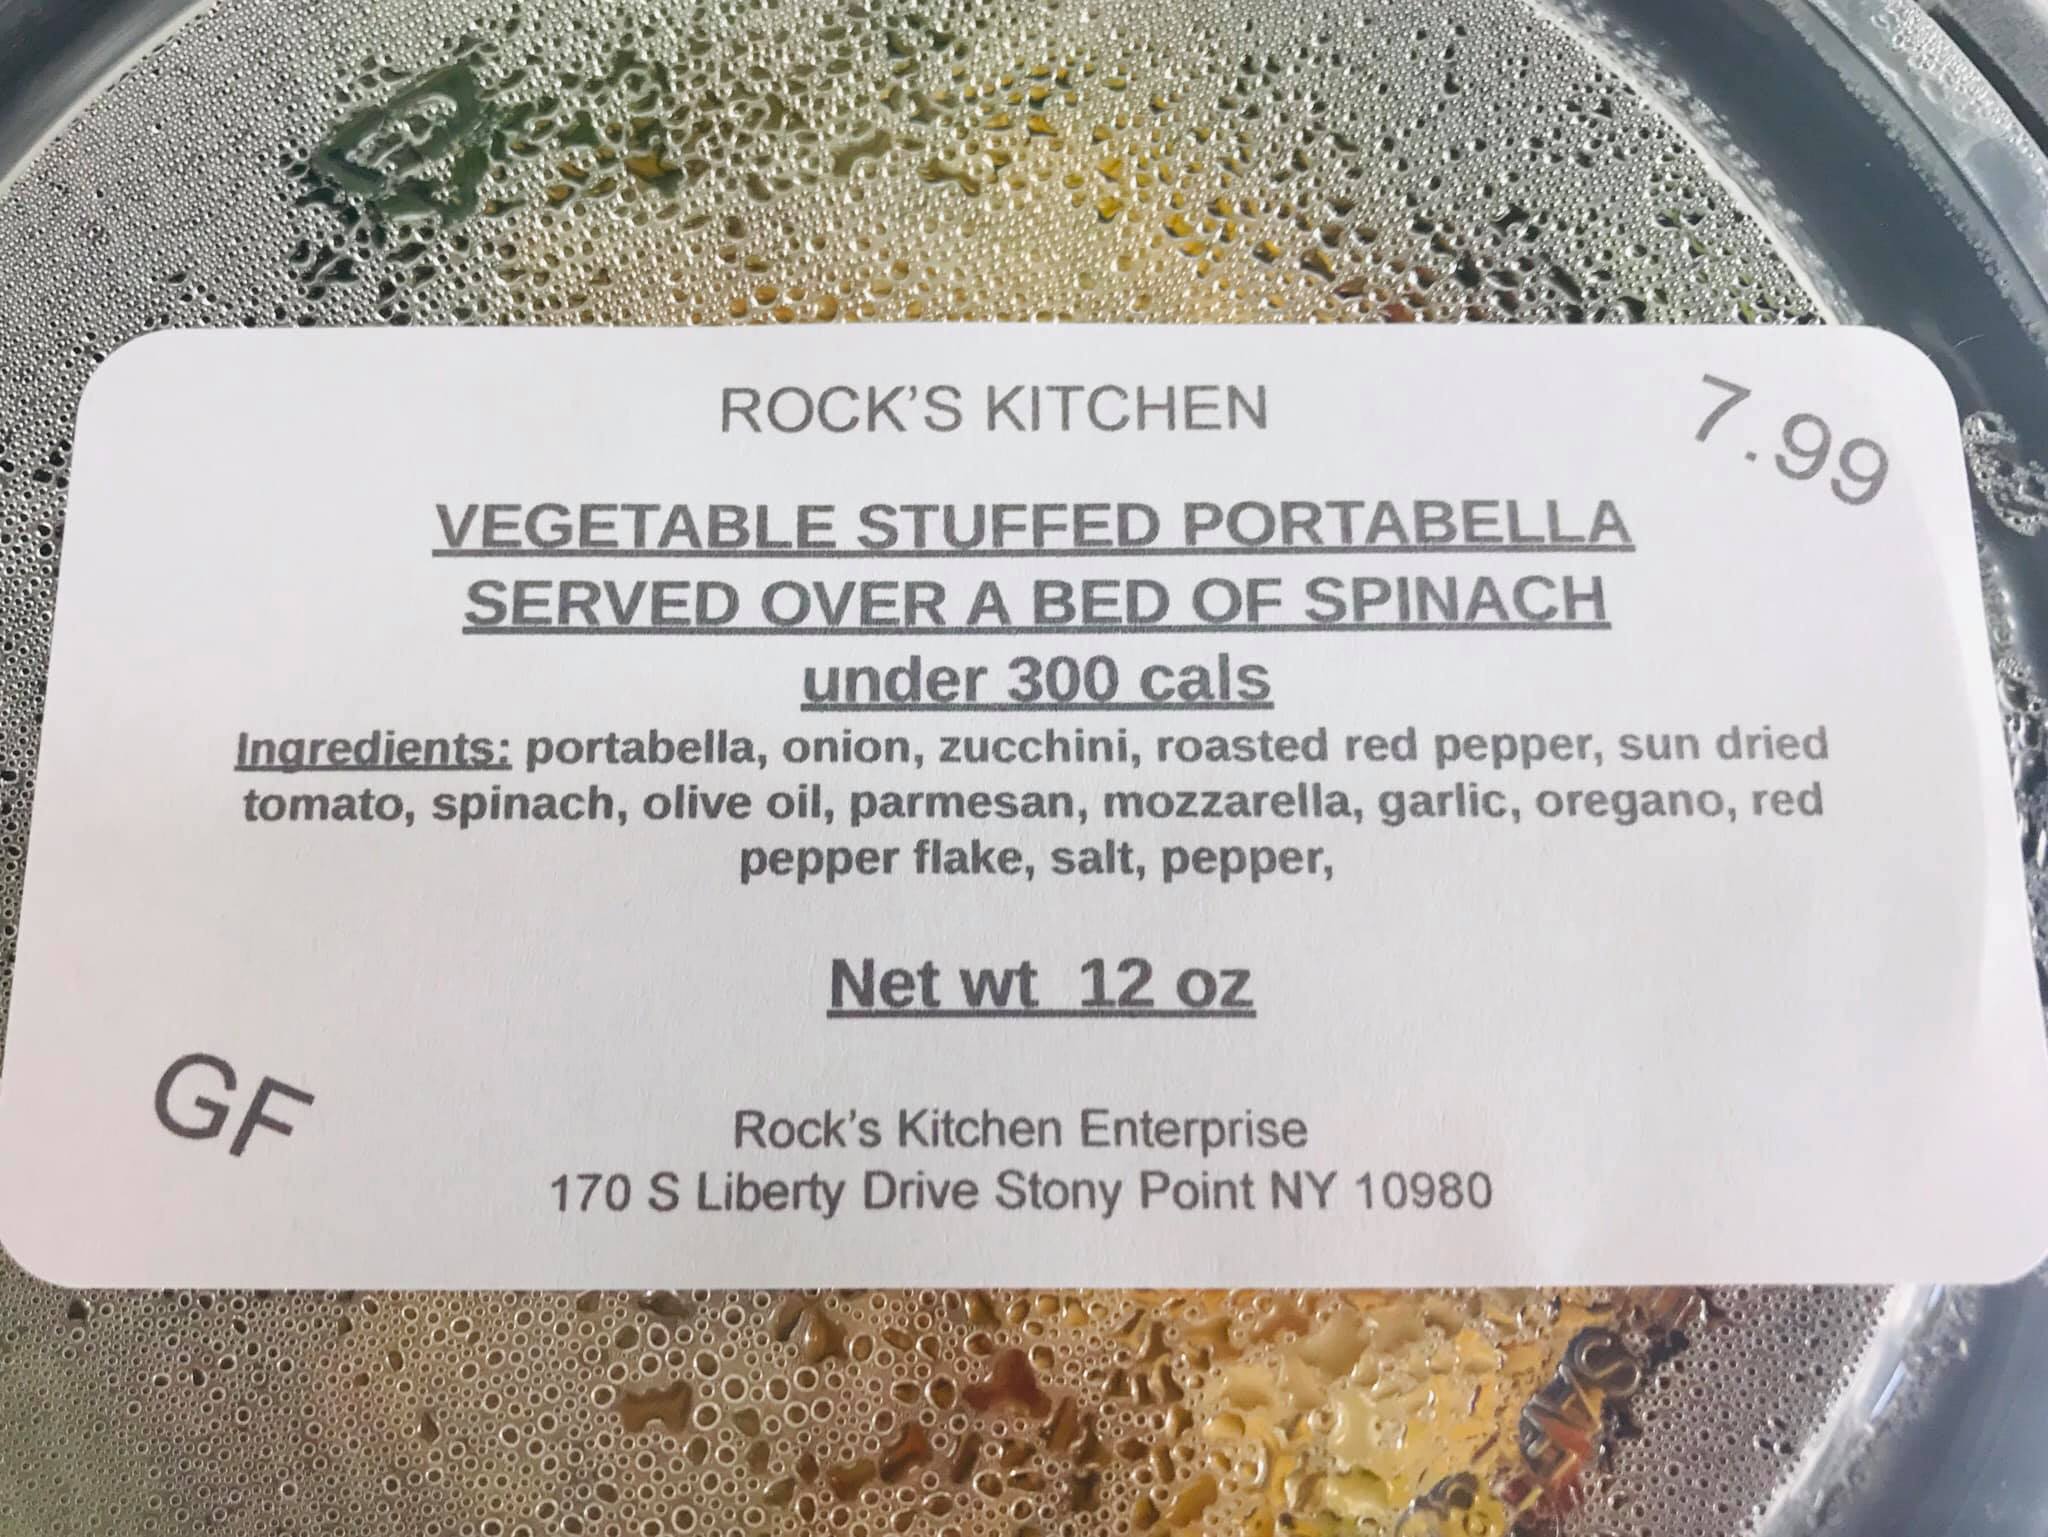 ROCK'S KITCHEN
7.99
VEGETABLE STUFFED PORTABELLA
SERVED OVER A BED OF SPINACH
under 300 cals
Ingredients: portabella, onion, zucchini, roasted red pepper, sun dried
tomato, spinach, olive oil, parmesan, mozzarella, garlic, oregano, red
pepper flake, salt, pepper,
Net wt  12 oz
GF
Rock's Kitchen Enterprise
170 S Liberty Drive Stony Point NY 10980